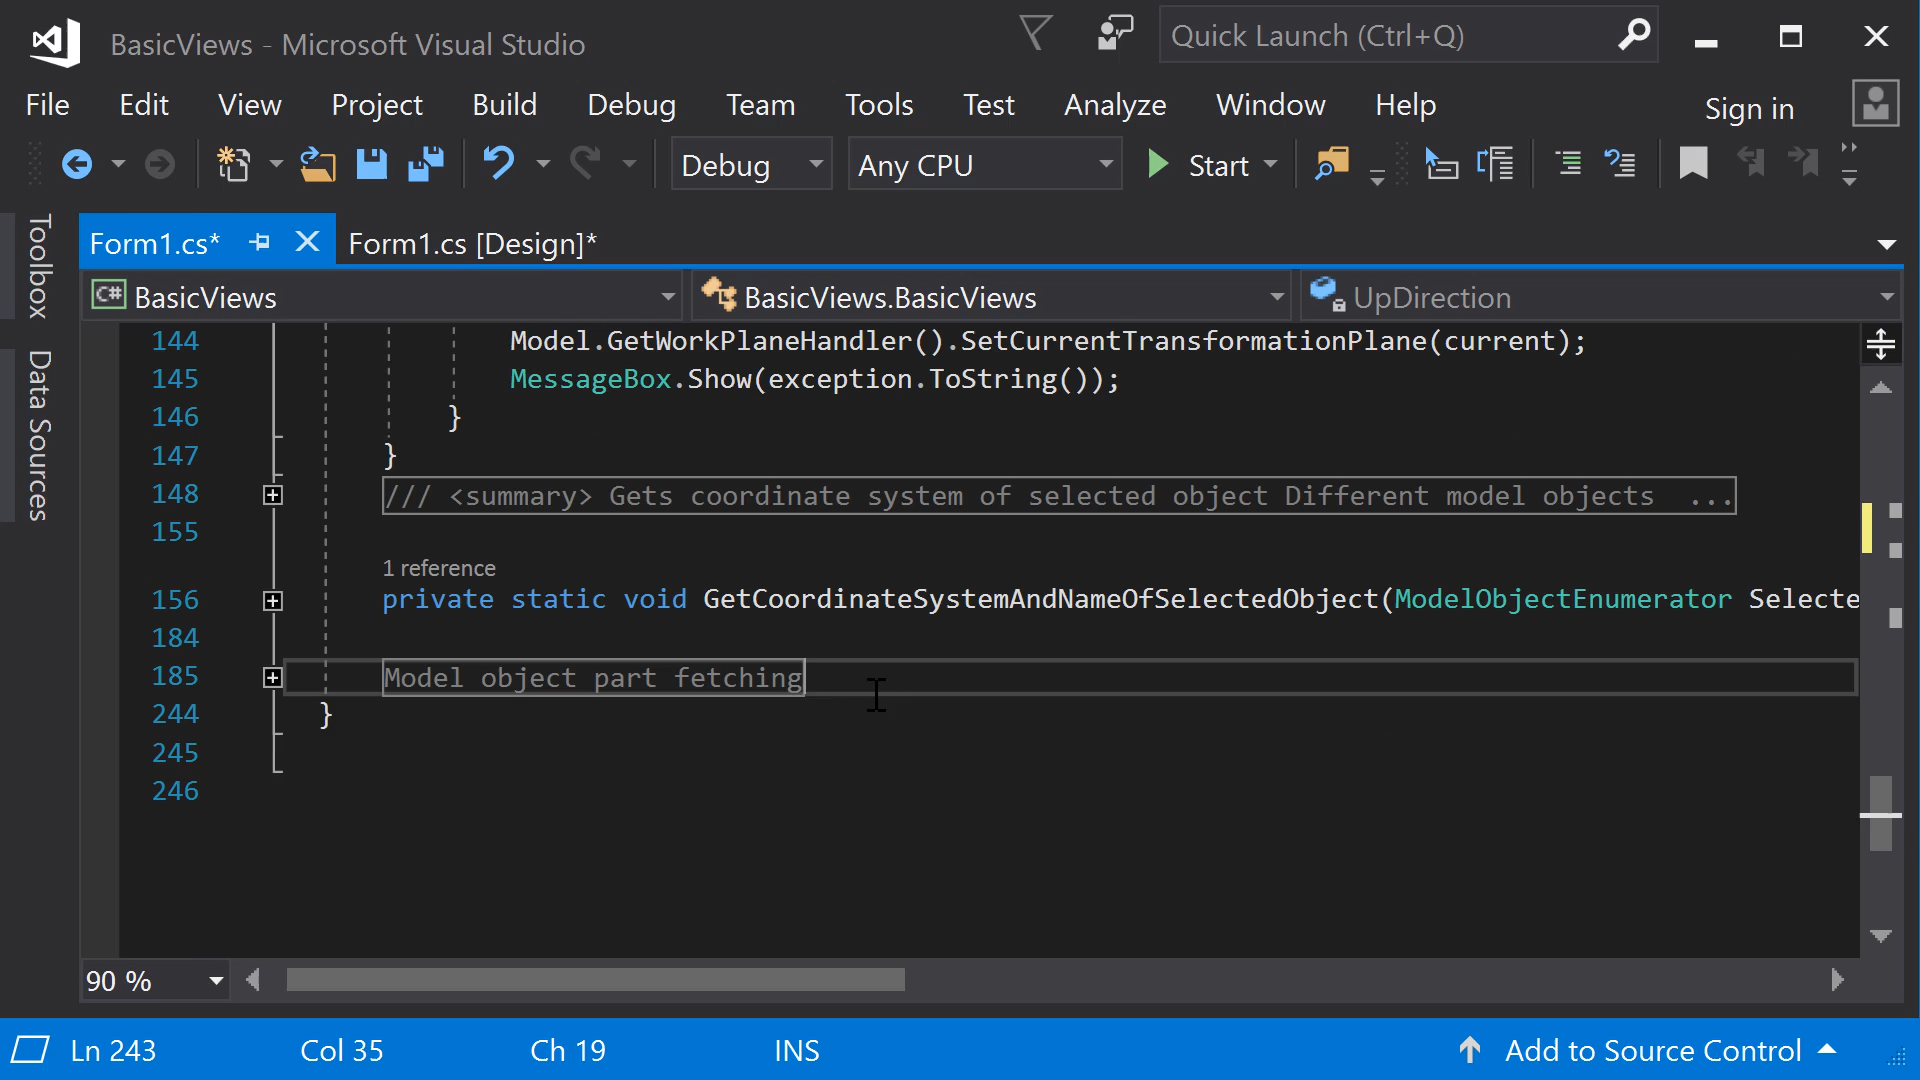 BasicViews - Microsoft Visual Studio
Quick Launch (Ctrl+Q)
File Edit View Project Build Debug Team Tools Test Analyze Window Help Sign in
Debug Any CPU Start
Toolbox
Data Sources
Form1.cs* Form1.cs [Design]*
C# BasicViews BasicViews.BasicViews UpDirection
144 Model.GetWorkPlaneHandler().SetCurrentTransformationPlane(current);
145 MessageBox.Show(exception.ToString());
146 }
147 }
148 /// <summary> Gets coordinate system of selected object Different model objects ...
155
1 reference
156 private static void GetCoordinateSystemAndNameOfSelectedObject(ModelObjectEnumerator Selecte
184
185 Model object part fetching
244 }
245
246
90 %
Ln 243 Col 35 Ch 19 INS Add to Source Control